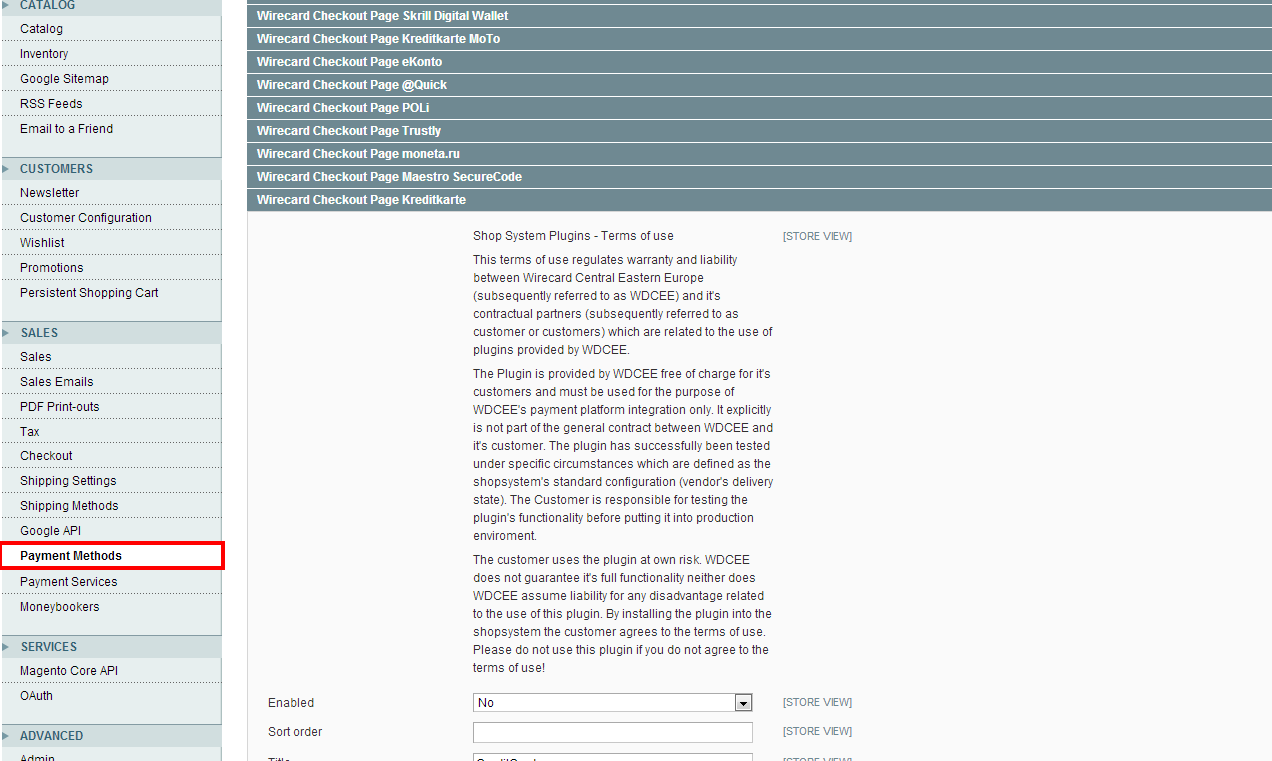 CATALOG
Catalog
Inventory
Google Sitemap
RSS Feeds
Email to a Friend
CUSTOMERS
Newsletter
Customer Configuration
Wishlist
Promotions
Persistent Shopping Cart
SALES
Sales
Sales Emails
PDF Print-outs
Tax
Checkout
Shipping Settings
Shipping Methods
Google API
Payment Methods
Payment Services
Moneybookers
SERVICES
Magento Core API
OAuth
ADVANCED
Admin
Wirecard Checkout Page Skrill Digital Wallet
Wirecard Checkout Page Kreditkarte MoTo
Wirecard Checkout Page eKonto
Wirecard Checkout Page @Quick
Wirecard Checkout Page POLi
Wirecard Checkout Page Trustly
Wirecard Checkout Page moneta.ru
Wirecard Checkout Page Maestro SecureCode
Wirecard Checkout Page Kreditkarte
Shop System Plugins - Terms of use [STORE VIEW]
This terms of use regulates warranty and liability
between Wirecard Central Eastern Europe
(subsequently referred to as WDCEE) and it's
contractual partners (subsequently referred to as
customer or customers) which are related to the use of
plugins provided by WDCEE.
The Plugin is provided by WDCEE free of charge for it's
customers and must be used for the purpose of
WDCEE's payment platform integration only. It explicitly
is not part of the general contract between WDCEE and
it's customer. The plugin has successfully been tested
under specific circumstances which are defined as the
shopsystem's standard configuration (vendor's delivery
state). The Customer is responsible for testing the
plugin's functionality before putting it into production
enviroment.
The customer uses the plugin at own risk. WDCEE
does not guarantee it's full functionality neither does
WDCEE assume liability for any disadvantage related
to the use of this plugin. By installing the plugin into the
shopsystem the customer agrees to the terms of use.
Please do not use this plugin if you do not agree to the
terms of use!
Enabled No [STORE VIEW]
Sort order [STORE VIEW]
Title [STORE VIEW]